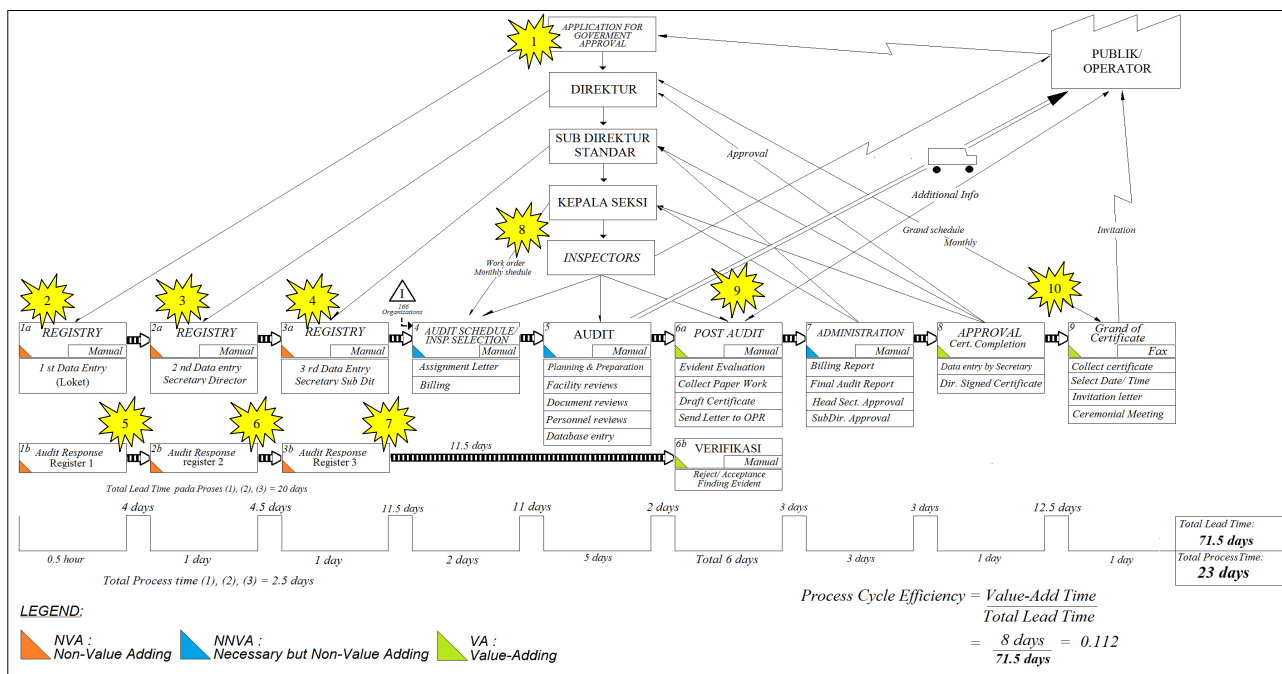 1
APPLICATION FOR
GOVERMENT
APPROVAL
PUBLIK/
OPERATOR
DIREKTUR
SUB DIREKTUR
STANDAR
Approval
Additional Info
KEPALA SEKSI
8
Work order
Monthly shedule
Grand schedule
Monthly
Invitation
INSPECTORS
2
3
4
I
166
Organizations
9
10
1a
REGISTRY
Manual
1 st Data Entry
(Loket)
2a
REGISTRY
Manual
2 nd Data entry
Secretary Director
3a
REGISTRY
Manual
3 rd Data Entry
Secretary Sub Dit
4
AUDIT SCHEDULE/
INSP.SELECTION
Manual
Assignment Letter
Billing
5
AUDIT
Manual
Planning & Preparation
Facility reviews
Document reviews
Personnel reviews
Database entry
6a
POST AUDIT
Manual
Evident Evaluation
Collect Paper Work
Draft Certificate
Send Letter to OPR
7
ADMINISTRATION
Manual
Billing Report
Final Audit Report
Head Sect. Approval
SubDir. Approval
8
APPROVAL
Cert. Completion
Data entry by Secretary
Dir. Signed Certificate
9
Grand of
Certificate
Fax
Collect certificate
Select Date/ Time
Invitation letter
Ceremonial Meeting
5
6
7
1b
Audit Response
Register 1
2b
Audit Response
register 2
3b
Audit Response
Register 3
11.5 days
6b
VERIFIKASI
Manual
Reject/ Acceptance
Finding Evident
Total Lead Time pada Proses (1), (2), (3) = 20 days
4 days
4.5 days
11.5 days
11 days
2 days
3 days
3 days
12.5 days
0.5 hour
1 day
1 day
2 days
5 days
Total 6 days
3 days
1 day
1 day
Total Lead Time:
71.5 days
Total ProcessTime:
23 days
Total Process time (1), (2), (3) = 2.5 days
Process Cycle Efficiency = Value-Add Time
Total Lead Time
= 8 days = 0.112
71.5 days
LEGEND:
NVA :
Non-Value Adding
NNVA :
Necessary but Non-Value Adding
VA :
Value-Adding